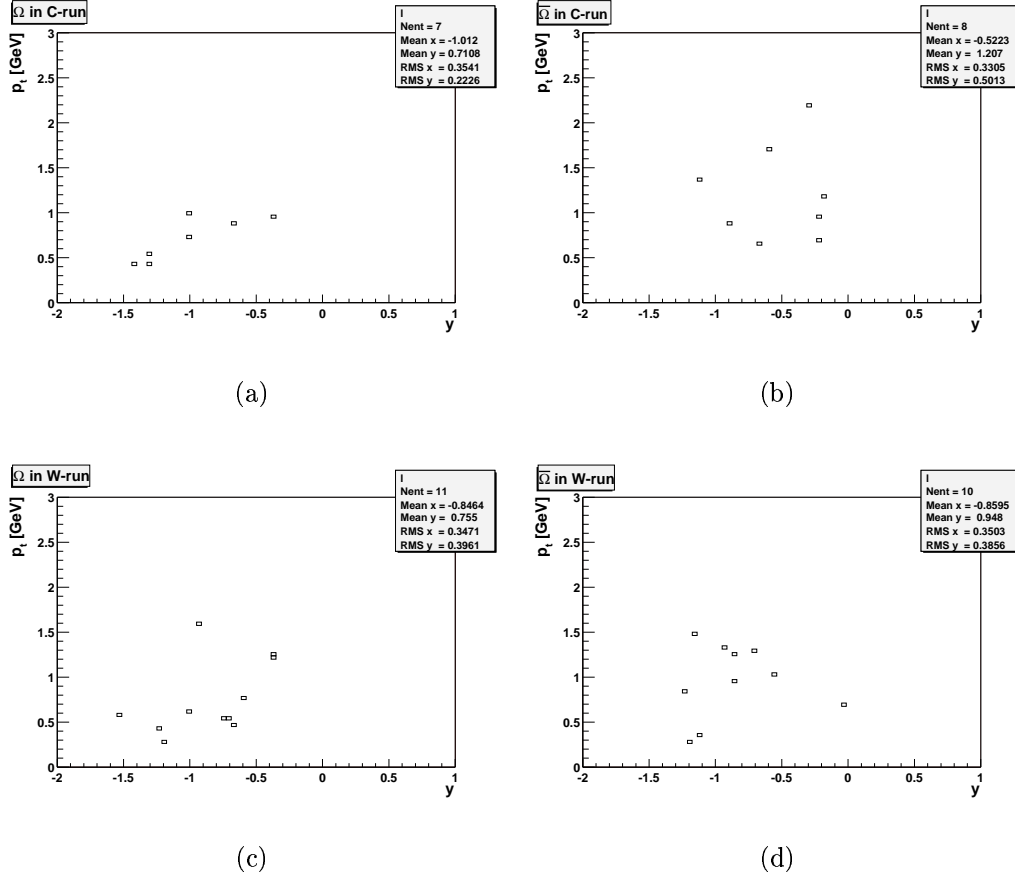 Ω in C-run
l
Nent = 7
Mean x = -1.012
Mean y = 0.7108
RMS x = 0.3541
RMS y = 0.2226
pt [GeV]
3
2.5
2
1.5
1
0.5
0
-2 -1.5 -1 -0.5 0 0.5 1
y
(a)
Ω̅ in C-run
l
Nent = 8
Mean x = -0.5223
Mean y = 1.207
RMS x = 0.3305
RMS y = 0.5013
pt [GeV]
3
2.5
2
1.5
1
0.5
0
-2 -1.5 -1 -0.5 0 0.5 1
y
(b)
Ω in W-run
l
Nent = 11
Mean x = -0.8464
Mean y = 0.755
RMS x = 0.3471
RMS y = 0.3961
pt [GeV]
3
2.5
2
1.5
1
0.5
0
-2 -1.5 -1 -0.5 0 0.5 1
y
(c)
Ω̅ in W-run
l
Nent = 10
Mean x = -0.8595
Mean y = 0.948
RMS x = 0.3503
RMS y = 0.3856
pt [GeV]
3
2.5
2
1.5
1
0.5
0
-2 -1.5 -1 -0.5 0 0.5 1
y
(d)